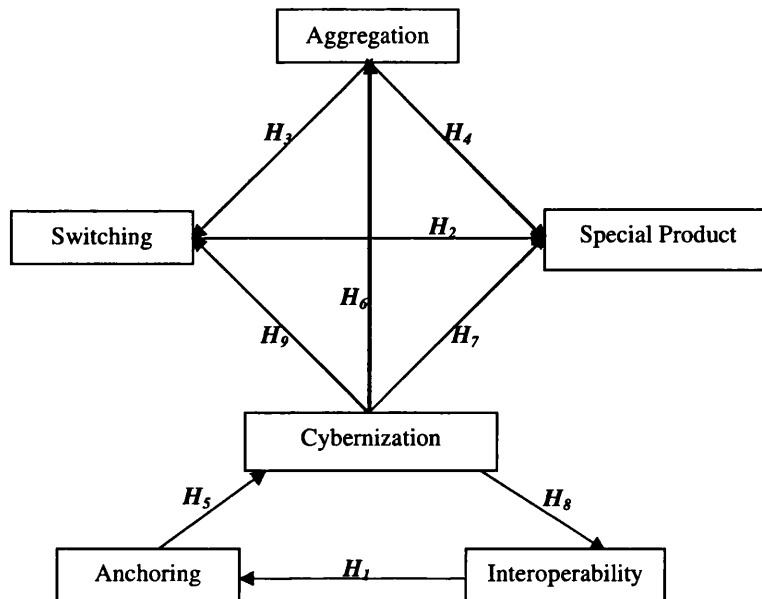 Aggregation
H₃
H₄
Switching
H₂
Special Product
H₆
H₉
H₇
Cybernization
H₅
H₈
Anchoring
H₁
Interoperability